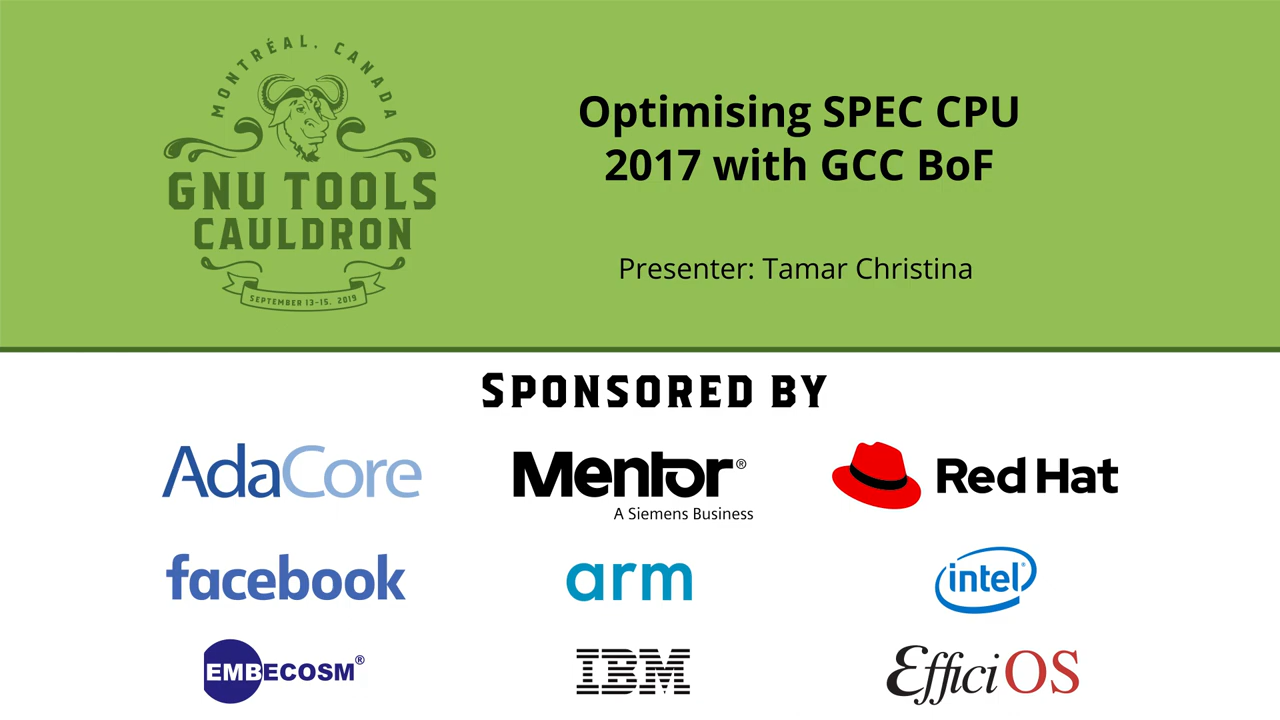 MONTRÉAL, CANADA
GNU TOOLS
CAULDRON
SEPTEMBER 13-15, 2019
Optimising SPEC CPU
2017 with GCC BoF
Presenter: Tamar Christina
SPONSORED BY
AdaCore
Mentor®
A Siemens Business
Red Hat
facebook
arm
intel®
EMBECOSM®
IBM
EfficiOS